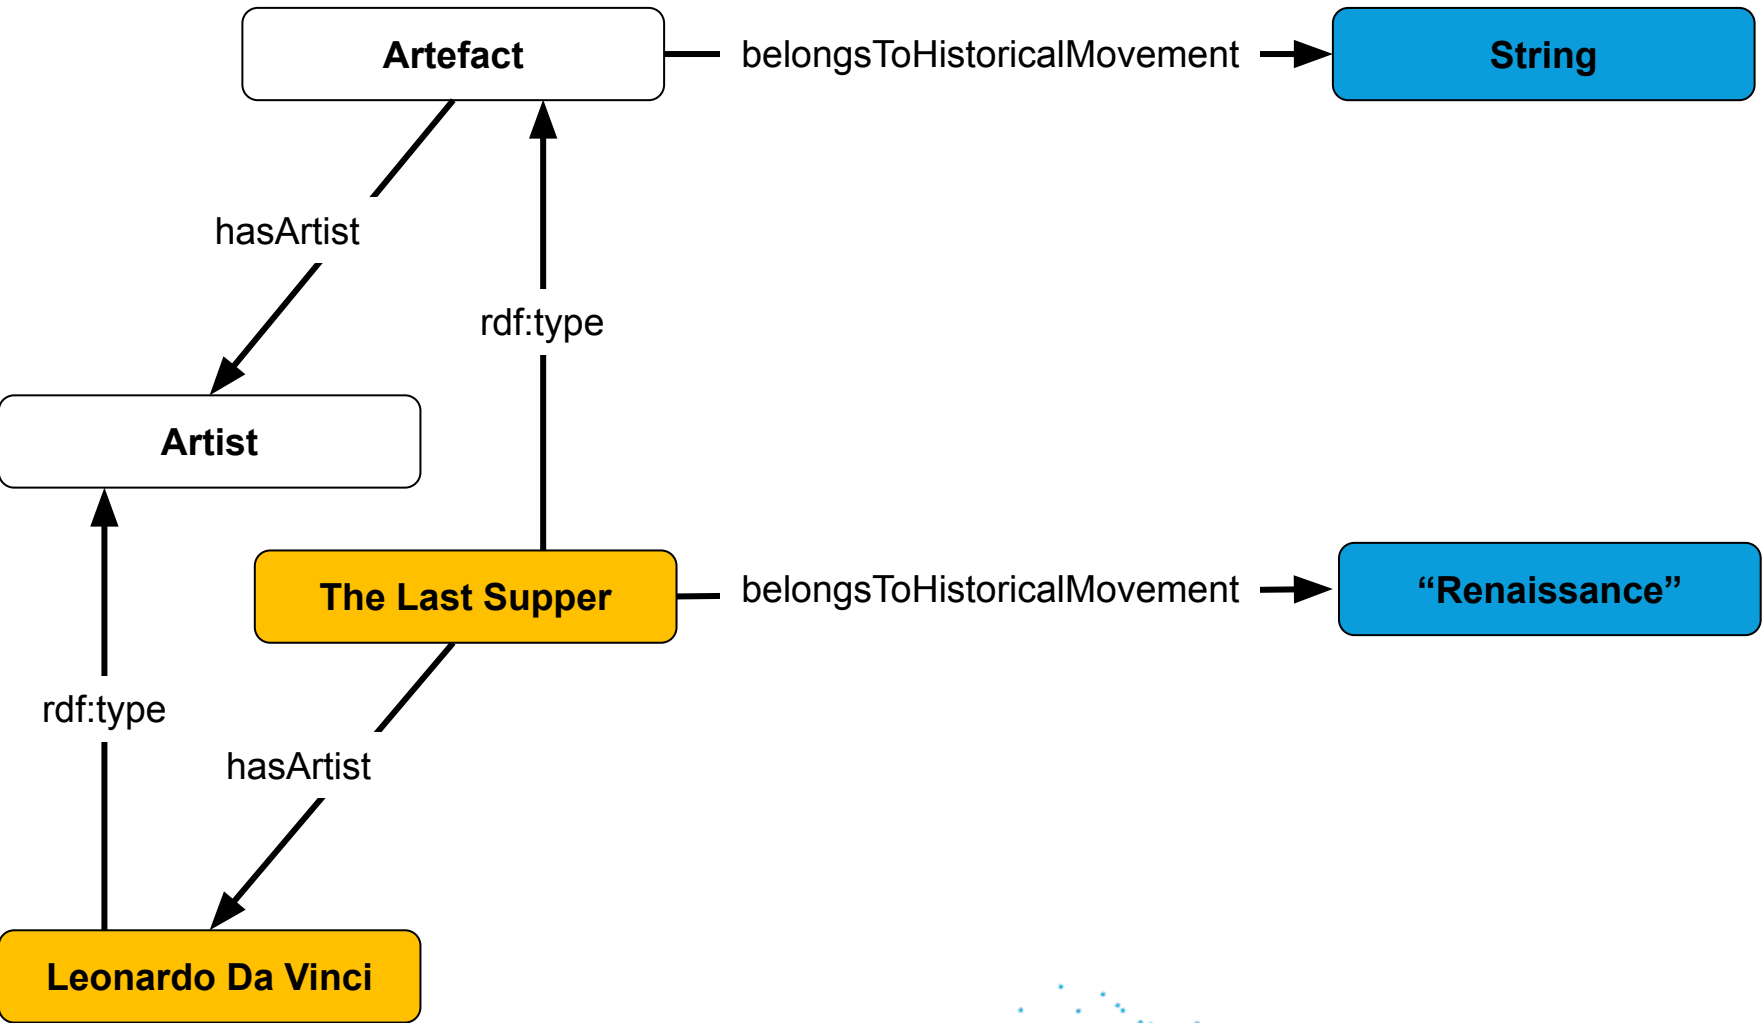 Artefact
belongsToHistoricalMovement
String
hasArtist
rdf:type
Artist
The Last Supper
belongsToHistoricalMovement
“Renaissance”
rdf:type
hasArtist
Leonardo Da Vinci